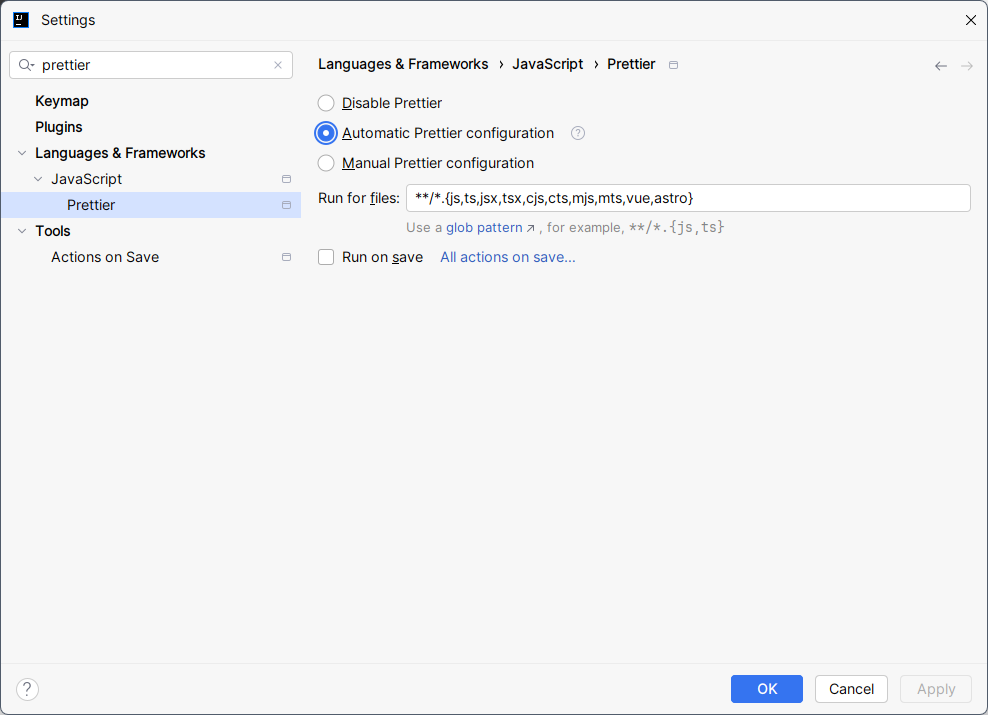 Settings
prettier
Keymap
Plugins
Languages & Frameworks
JavaScript
Prettier
Tools
Actions on Save
Languages & Frameworks › JavaScript › Prettier
Disable Prettier
Automatic Prettier configuration ?
Manual Prettier configuration
Run for files: **/*.{js,ts,jsx,tsx,cjs,cts,mjs,mts,vue,astro}
Use a glob pattern ↗ , for example, **/*.{js,ts}
Run on save All actions on save...
? OK Cancel Apply